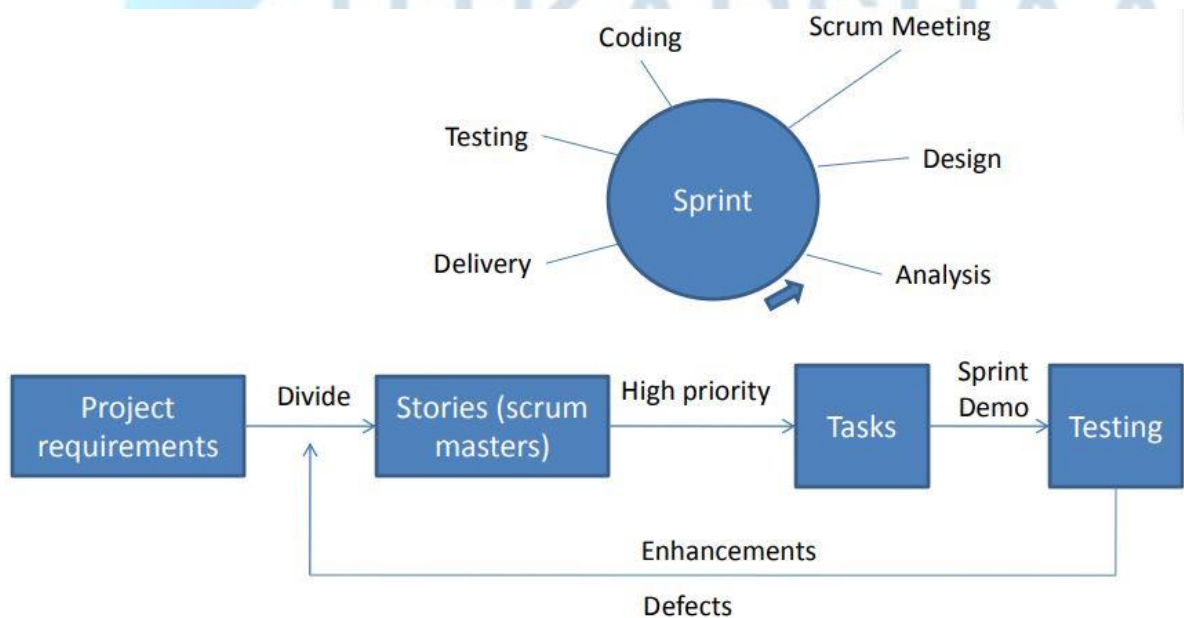 Coding
Scrum Meeting
Testing
Design
Sprint
Delivery
Analysis
Project
requirements
Divide
Stories (scrum
masters)
High priority
Tasks
Sprint
Demo
Testing
Enhancements
Defects